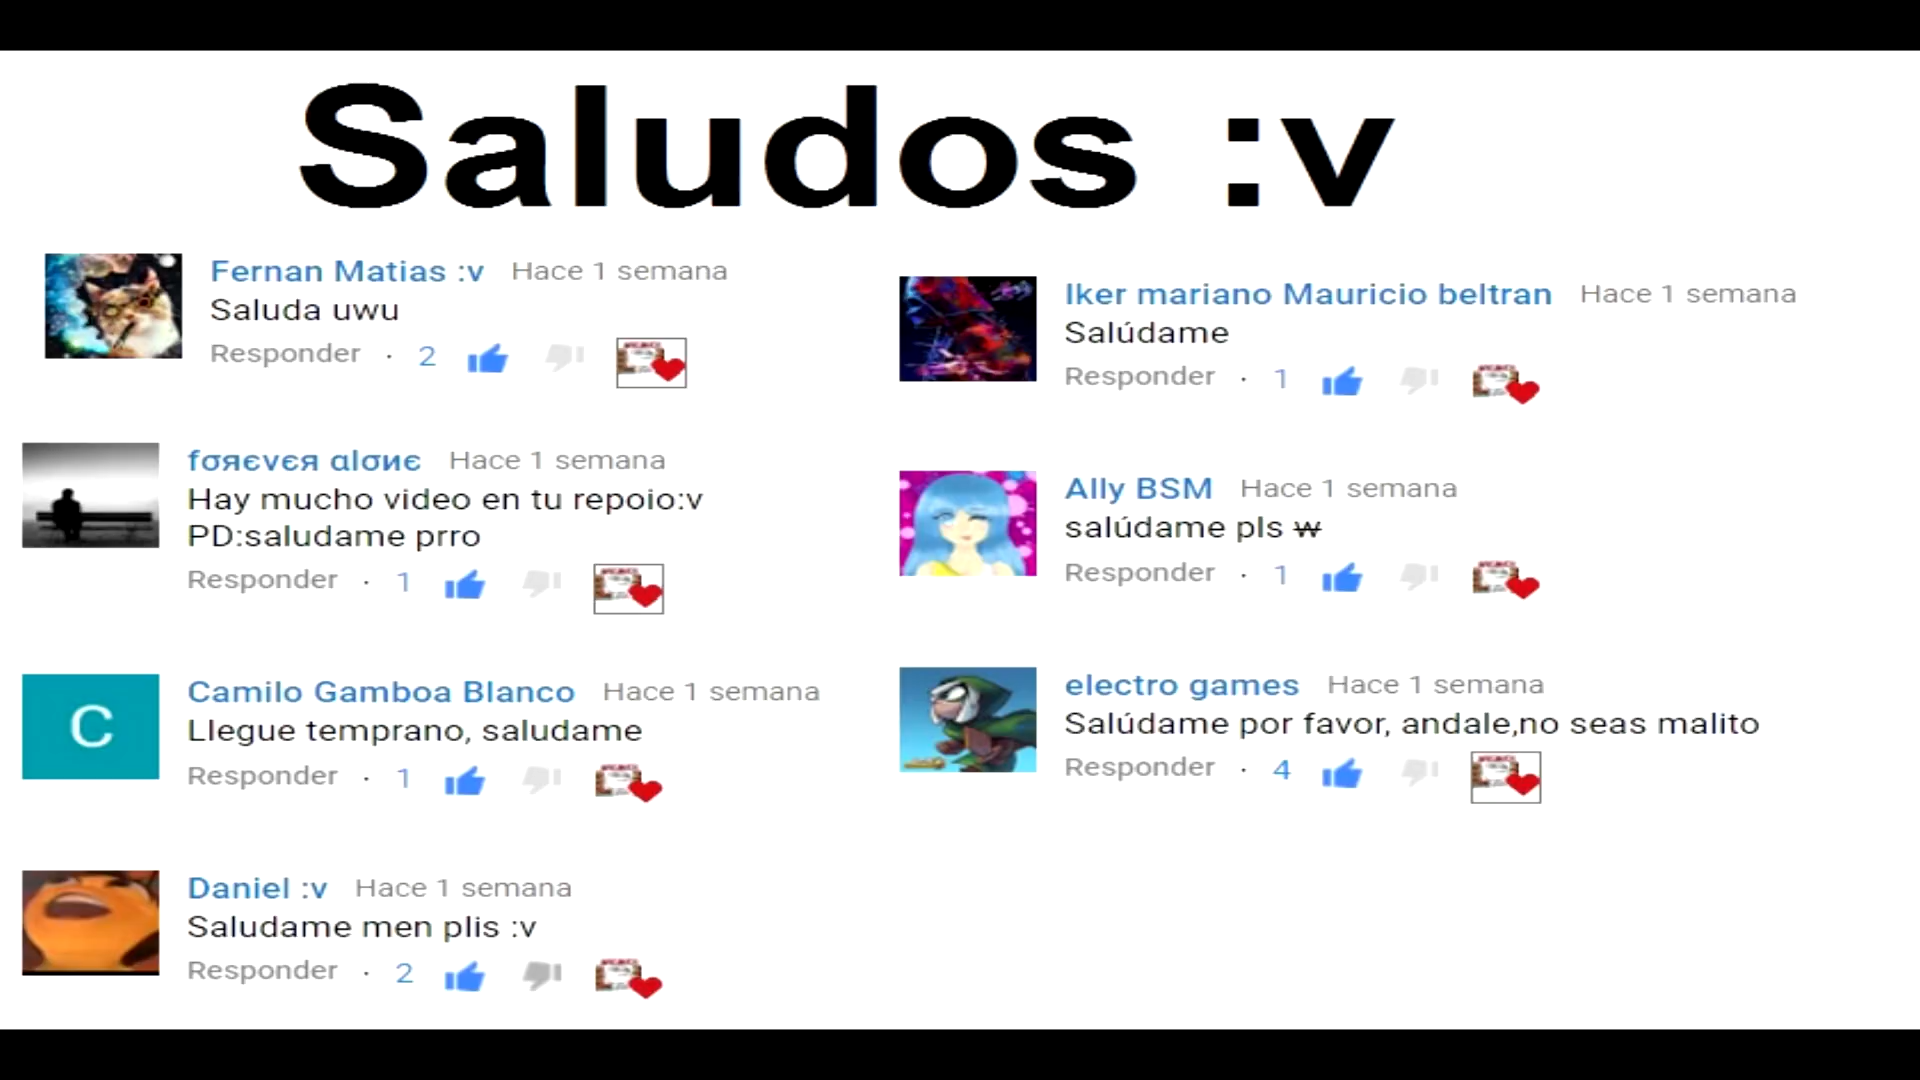 Saludos :v
Fernan Matias :v Hace 1 semana
Saluda uwu
Responder · 2
fσяєvєя αlσиє Hace 1 semana
Hay mucho video en tu repoio:v
PD:saludame prro
Responder · 1
C
Camilo Gamboa Blanco Hace 1 semana
Llegue temprano, saludame
Responder · 1
Daniel :v Hace 1 semana
Saludame men plis :v
Responder · 2
Iker mariano Mauricio beltran Hace 1 semana
Salúdame
Responder · 1
Ally BSM Hace 1 semana
salúdame pls w
Responder · 1
electro games Hace 1 semana
Salúdame por favor, andale,no seas malito
Responder · 4